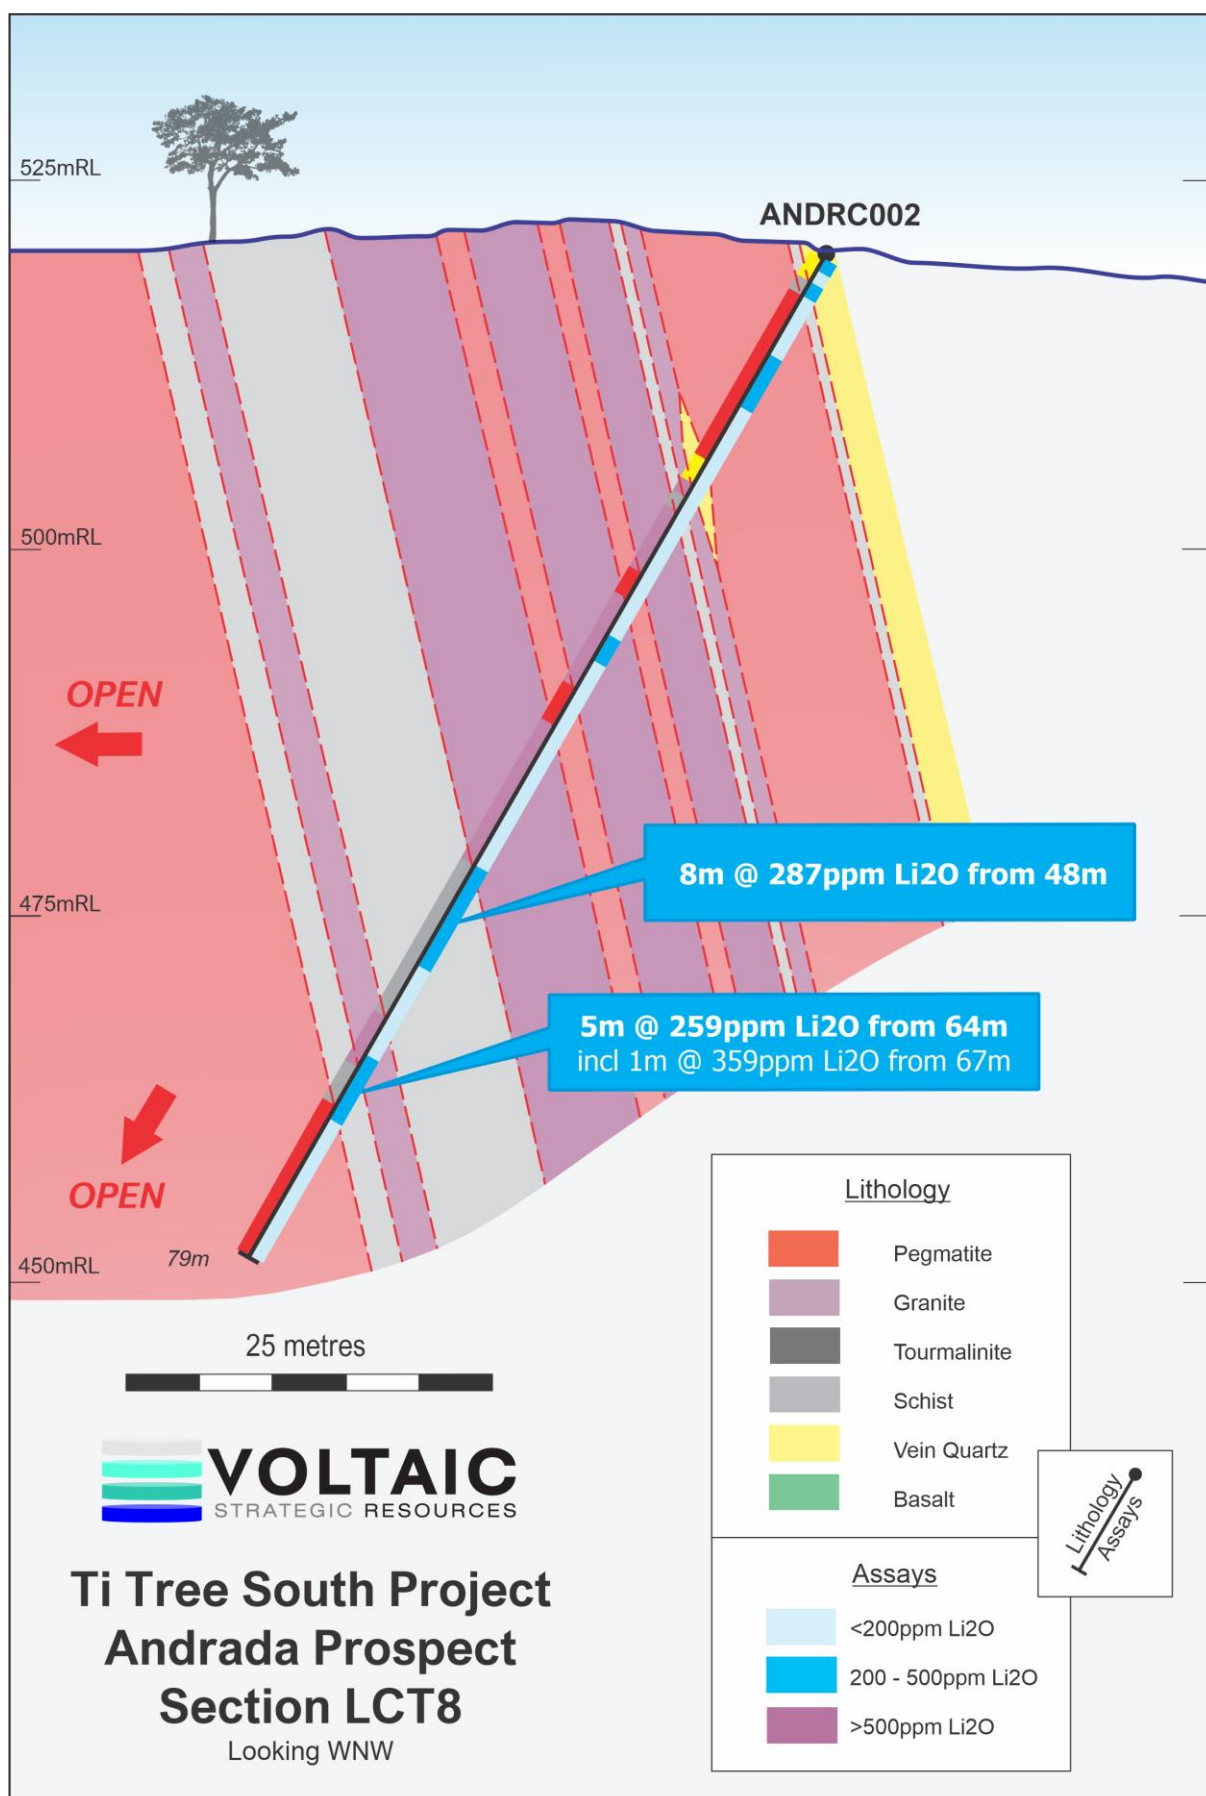 525mRL
ANDRC002
500mRL
OPEN
8m @ 287ppm Li2O from 48m
475mRL
5m @ 259ppm Li2O from 64m
incl 1m @ 359ppm Li2O from 67m
OPEN
79m
450mRL
25 metres
VOLTAIC
STRATEGIC RESOURCES
Ti Tree South Project
Andrada Prospect
Section LCT8
Looking WNW
Lithology
Pegmatite
Granite
Tourmalinite
Schist
Vein Quartz
Basalt
Assays
<200ppm Li2O
200 - 500ppm Li2O
>500ppm Li2O
Lithology
Assays